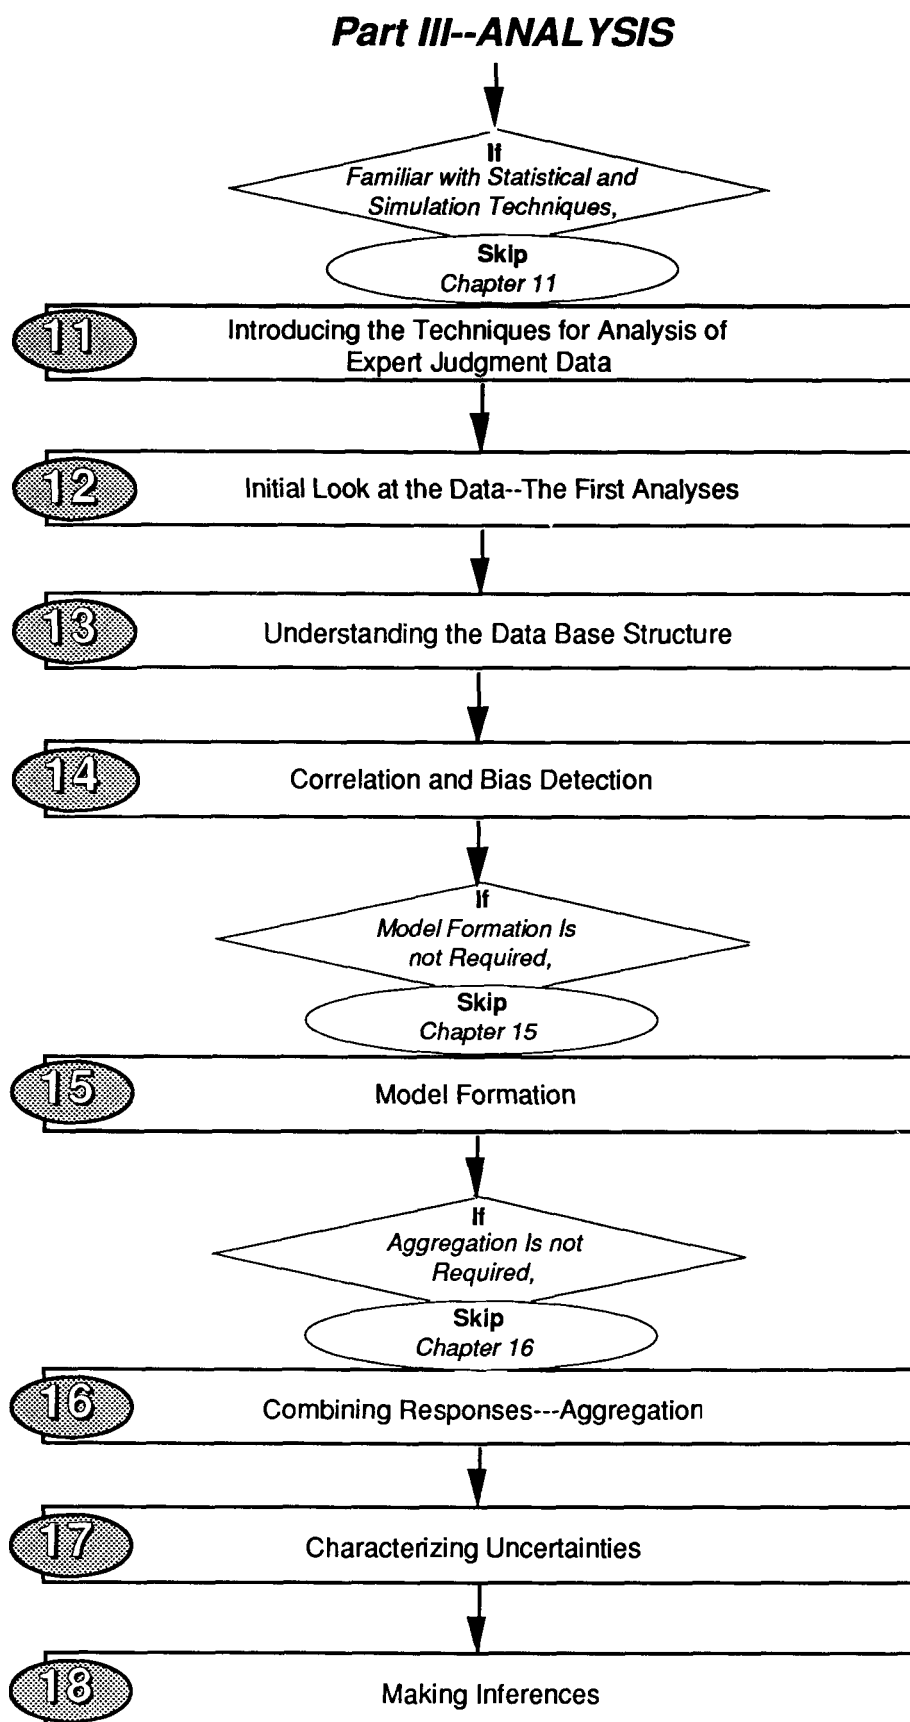 Part III--ANALYSIS
If
Familiar with Statistical and
Simulation Techniques,
Skip
Chapter 11
11
Introducing the Techniques for Analysis of
Expert Judgment Data
12
Initial Look at the Data--The First Analyses
13
Understanding the Data Base Structure
14
Correlation and Bias Detection
If
Model Formation Is
not Required,
Skip
Chapter 15
15
Model Formation
If
Aggregation Is not
Required,
Skip
Chapter 16
16
Combining Responses---Aggregation
17
Characterizing Uncertainties
18
Making Inferences